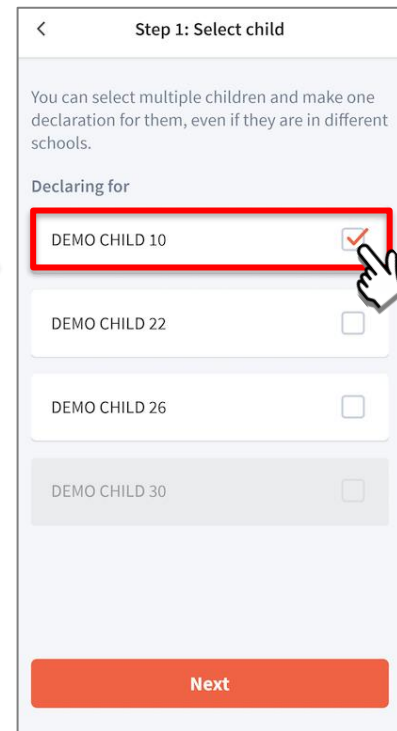 Step 1: Select child
You can select multiple children and make one
declaration for them, even if they are in different
schools.
Declaring for
DEMO CHILD 10
DEMO CHILD 22
DEMO CHILD 26
DEMO CHILD 30
Next